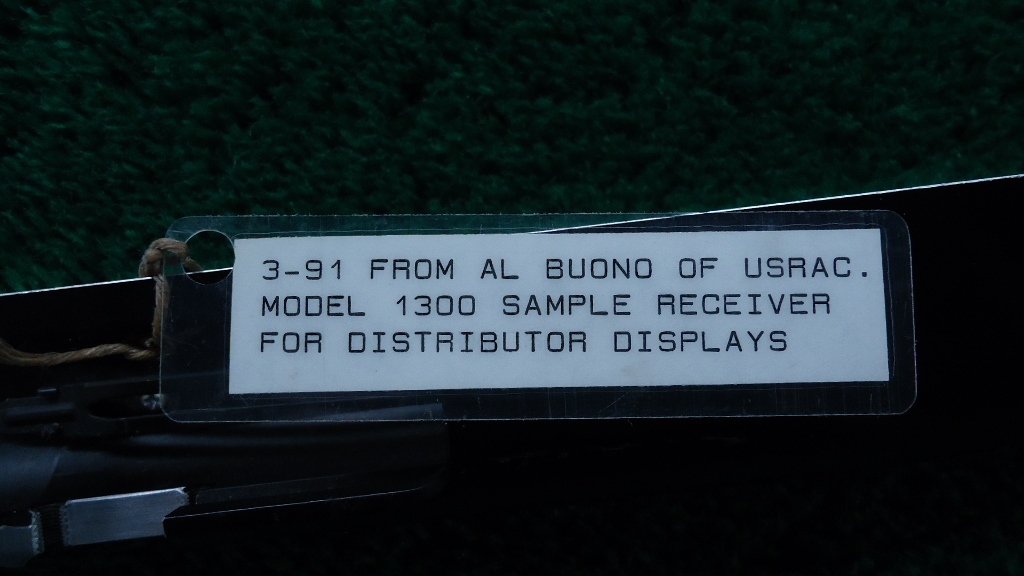 3-91 FROM AL BUONO OF USRAC.
MODEL 1300 SAMPLE RECEIVER
FOR DISTRIBUTOR DISPLAYS